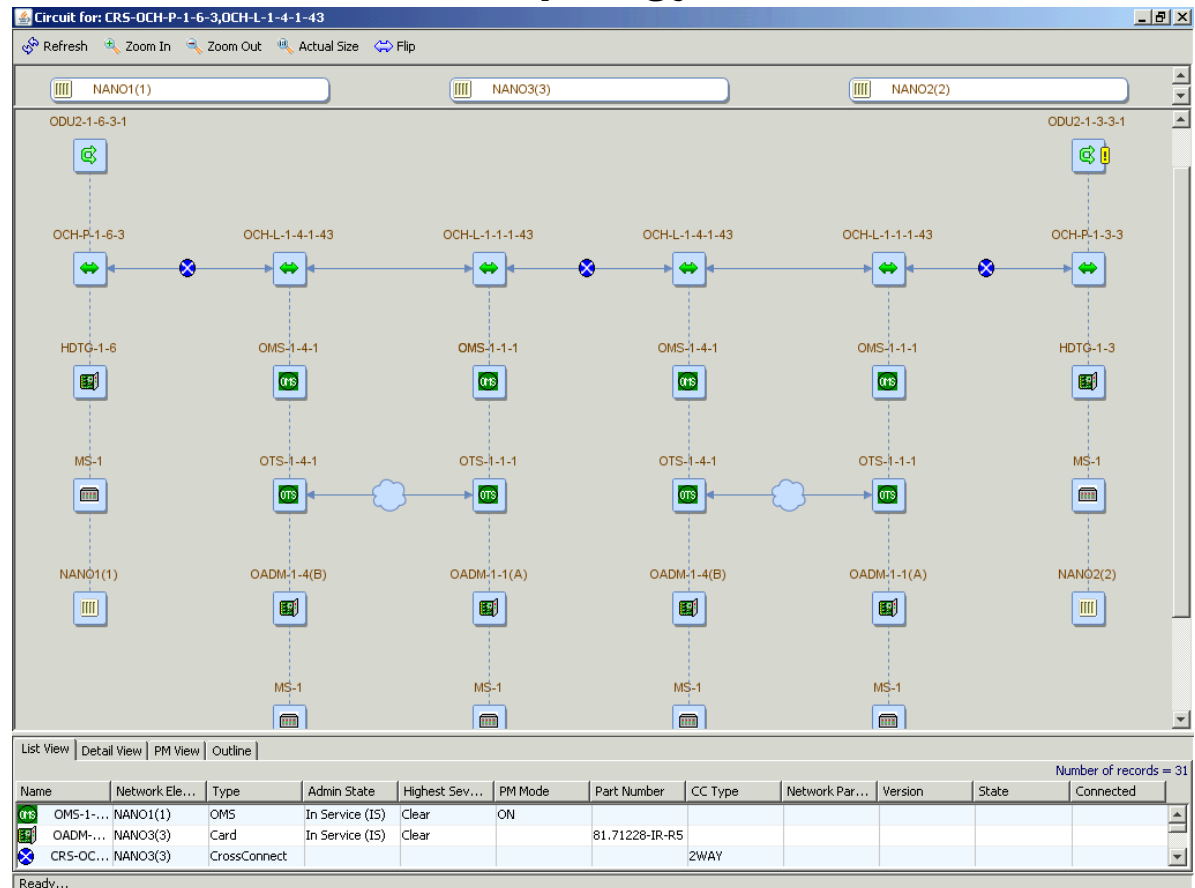 Circuit for: CRS-OCH-P-1-6-3,OCH-L-1-4-1-43
Refresh Zoom In Zoom Out Actual Size Flip
NANO1(1) NANO3(3) NANO2(2)
ODU2-1-6-3-1 ODU2-1-3-3-1
OCH-P-1-6-3 OCH-L-1-4-1-43 OCH-L-1-1-1-43 OCH-L-1-4-1-43 OCH-L-1-1-1-43 OCH-P-1-3-3
HDTG-1-6 OMS-1-4-1 OMS-1-1-1 OMS-1-4-1 OMS-1-1-1 HDTG-1-3
OMS OMS OMS OMS
MS-1 OTS-1-4-1 OTS-1-1-1 OTS-1-4-1 OTS-1-1-1 MS-1
OTS OTS OTS OTS
NANO1(1) OADM-1-4(B) OADM-1-1(A) OADM-1-4(B) OADM-1-1(A) NANO2(2)
MS-1 MS-1 MS-1 MS-1
List View Detail View PM View Outline
Number of records = 31
Name Network Ele... Type Admin State Highest Sev... PM Mode Part Number CC Type Network Par... Version State Connected
OMS OMS-1-... NANO1(1) OMS In Service (IS) Clear ON
OADM-... NANO3(3) Card In Service (IS) Clear 81.71228-IR-R5
CRS-OC... NANO3(3) CrossConnect 2WAY
Ready...